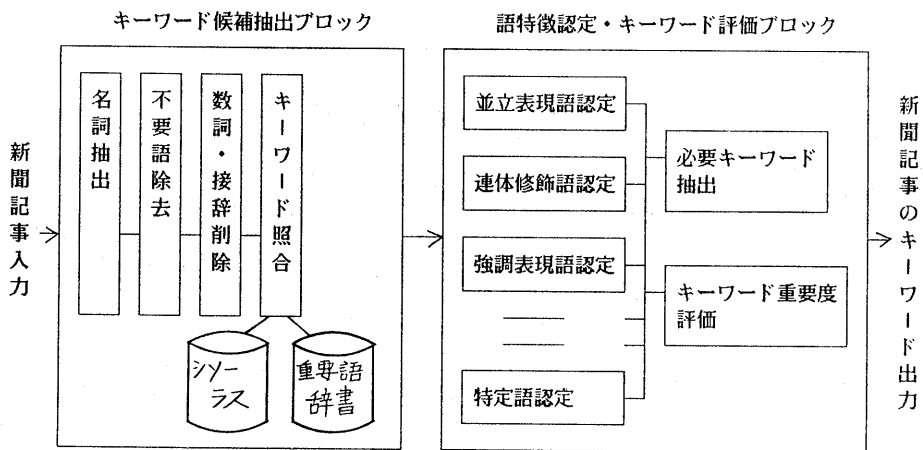 キーワード候補抽出ブロック
語特徴認定・キーワード評価ブロック
新聞記事入力
名詞抽出
不要語除去
数詞・接辞削除
キーワード照合
シソー
ラス
重要語
辞書
並立表現語認定
連体修飾語認定
強調表現語認定
特定語認定
必要キーワード
抽出
キーワード重要度
評価
新聞記事のキーワード出力